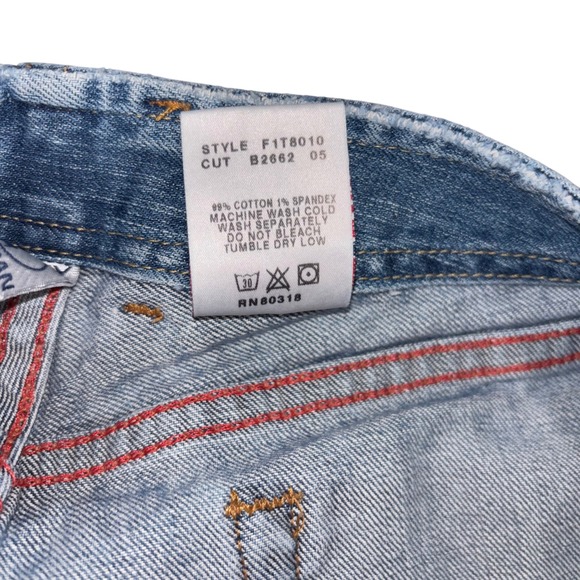 STYLE F1T8010
CUT B2662 05
99% COTTON 1% SPANDEX
MACHINE WASH COLD
WASH SEPARATELY
DO NOT BLEACH
TUMBLE DRY LOW
30
RN80318